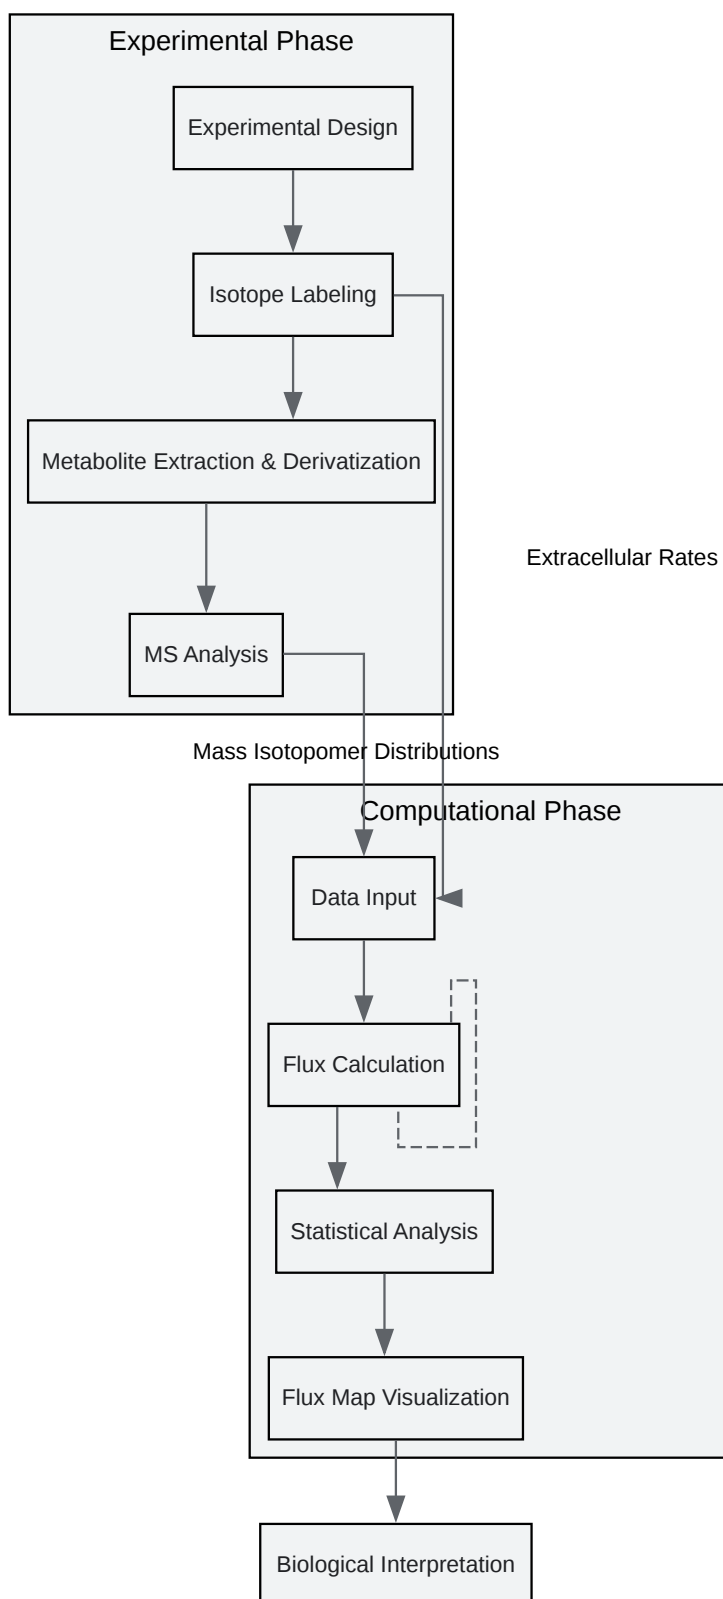 Experimental Phase
Experimental Design
Isotope Labeling
Metabolite Extraction & Derivatization
Extracellular Rates
MS Analysis
Mass Isotopomer Distributions
Computational Phase
Data Input
Flux Calculation
Statistical Analysis
Flux Map Visualization
Biological Interpretation